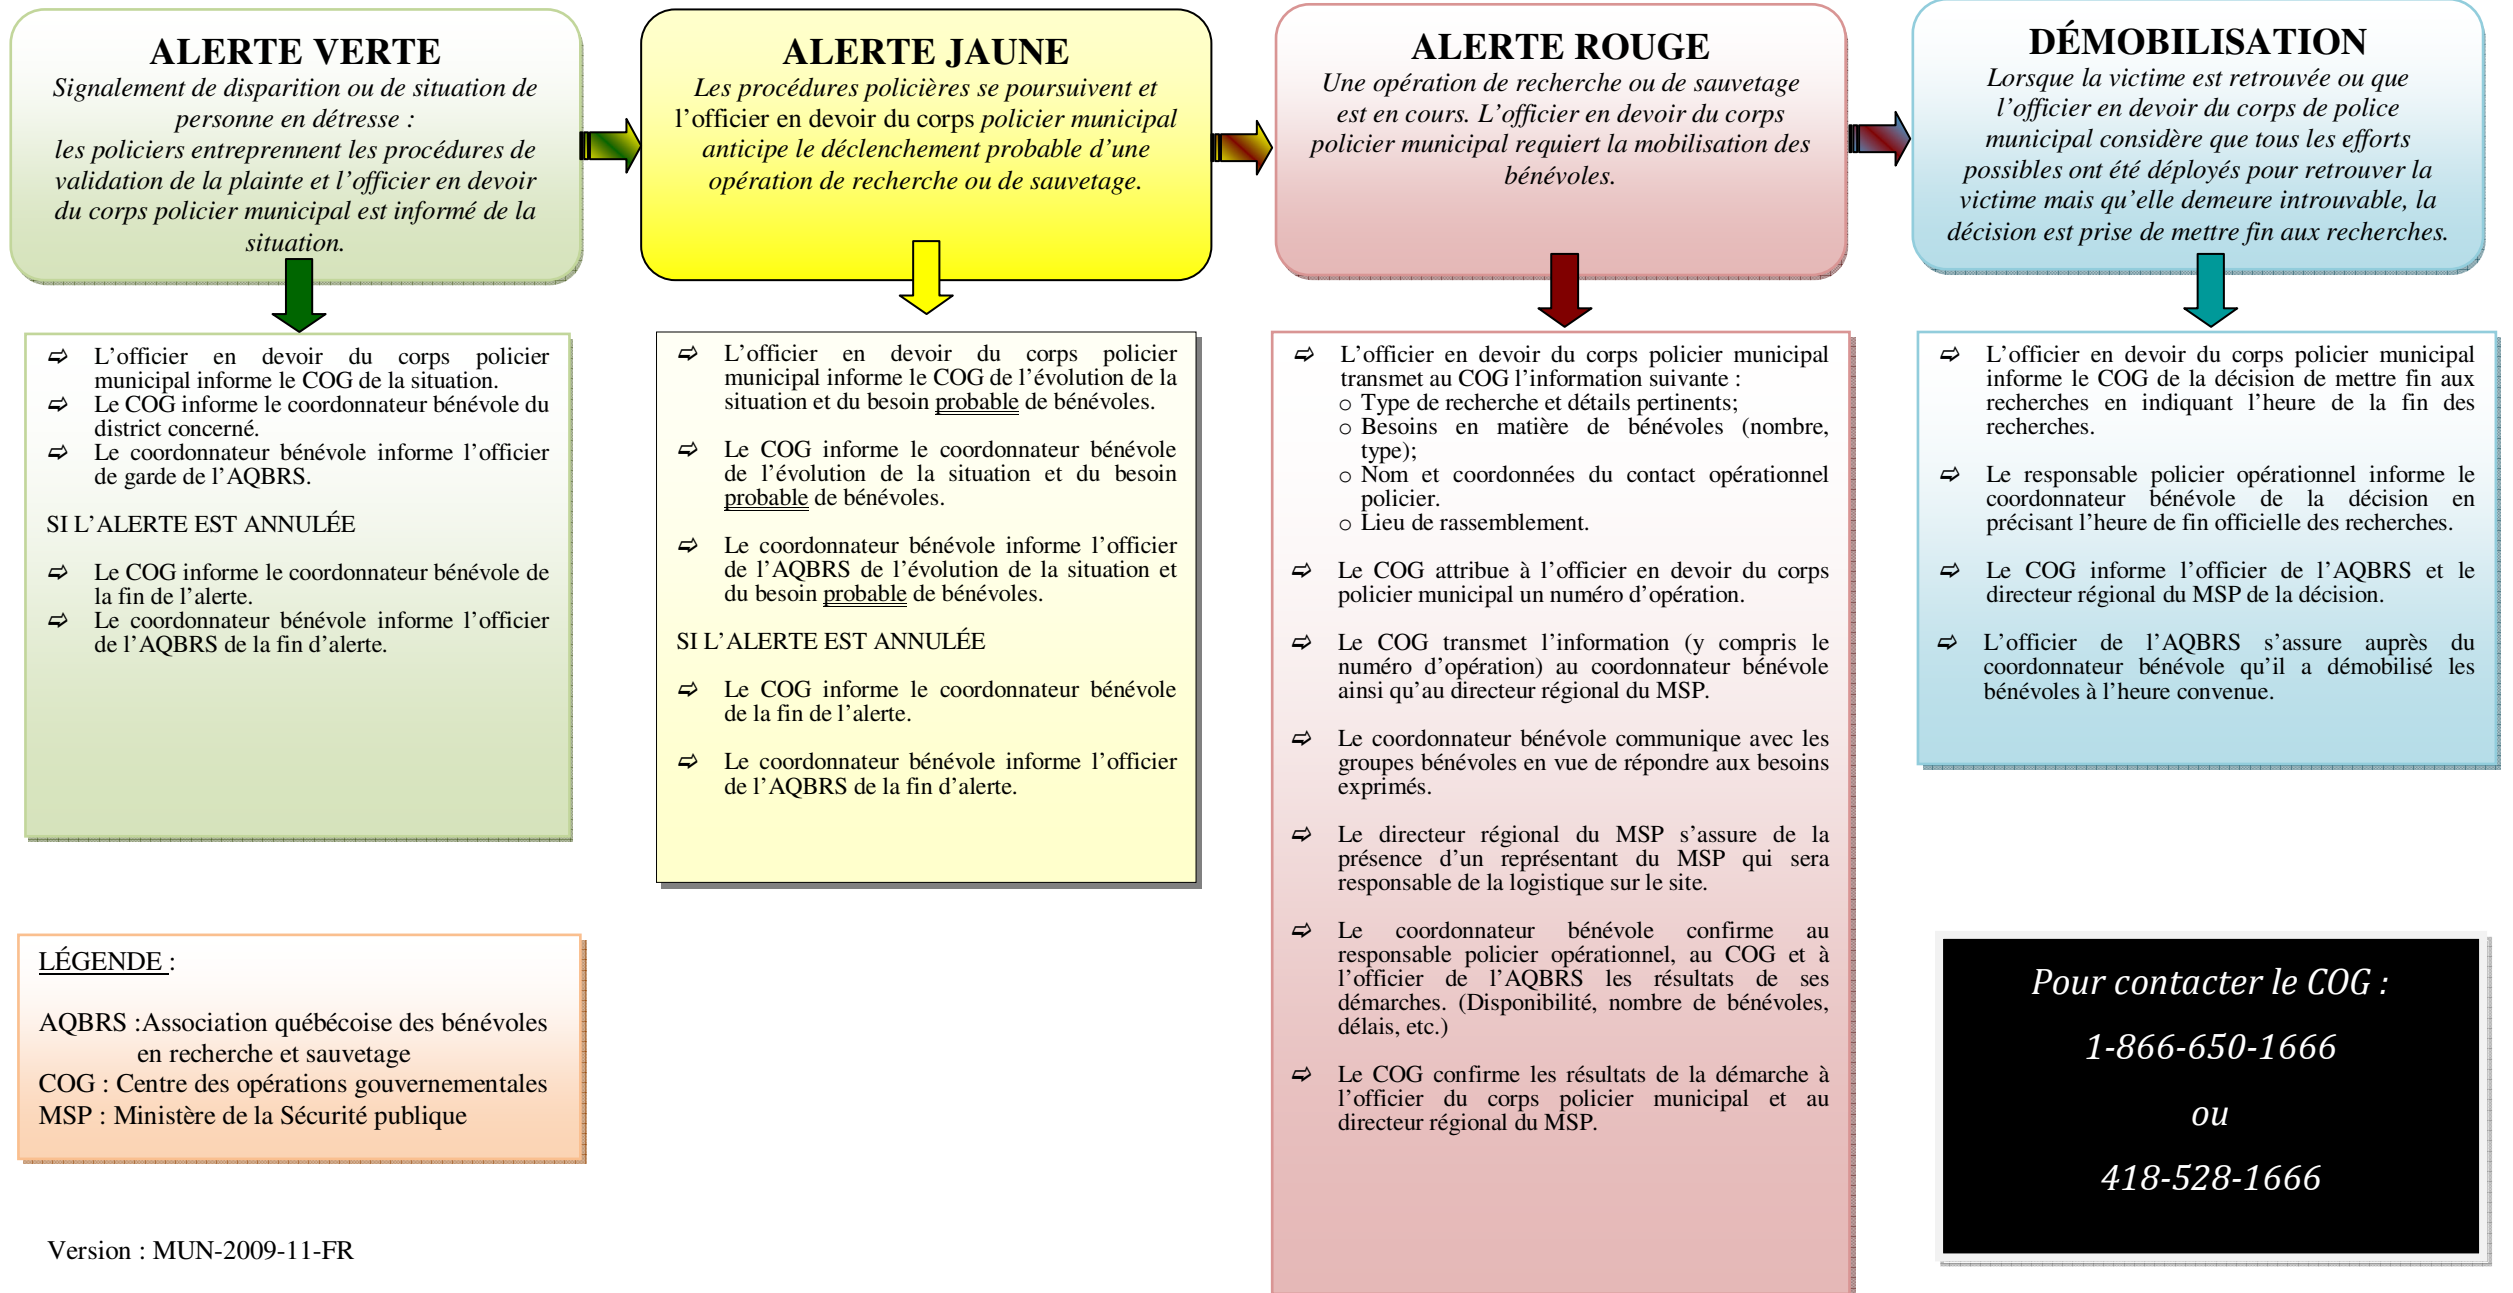 ALERTE VERTE
Signalement de disparition ou de situation de
personne en détresse :
les policiers entreprennent les procédures de
validation de la plainte et l’officier en devoir
du corps policier municipal est informé de la
situation.
⇨ L’officier en devoir du corps policier
municipal informe le COG de la situation.
⇨ Le COG informe le coordonnateur bénévole du
district concerné.
⇨ Le coordonnateur bénévole informe l’officier
de garde de l’AQBRS.
SI L’ALERTE EST ANNULÉE
⇨ Le COG informe le coordonnateur bénévole de
la fin de l’alerte.
⇨ Le coordonnateur bénévole informe l’officier
de l’AQBRS de la fin d’alerte.
ALERTE JAUNE
Les procédures policières se poursuivent et
l’officier en devoir du corps policier municipal
anticipe le déclenchement probable d’une
opération de recherche ou de sauvetage.
⇨ L’officier en devoir du corps policier
municipal informe le COG de l’évolution de la
situation et du besoin probable de bénévoles.
⇨ Le COG informe le coordonnateur bénévole
de l’évolution de la situation et du besoin
probable de bénévoles.
⇨ Le coordonnateur bénévole informe l’officier
de l’AQBRS de l’évolution de la situation et
du besoin probable de bénévoles.
SI L’ALERTE EST ANNULÉE
⇨ Le COG informe le coordonnateur bénévole
de la fin de l’alerte.
⇨ Le coordonnateur bénévole informe l’officier
de l’AQBRS de la fin d’alerte.
ALERTE ROUGE
Une opération de recherche ou de sauvetage
est en cours. L’officier en devoir du corps
policier municipal requiert la mobilisation des
bénévoles.
⇨ L’officier en devoir du corps policier municipal
transmet au COG l’information suivante :
o Type de recherche et détails pertinents;
o Besoins en matière de bénévoles (nombre,
type);
o Nom et coordonnées du contact opérationnel
policier.
o Lieu de rassemblement.
⇨ Le COG attribue à l’officier en devoir du corps
policier municipal un numéro d’opération.
⇨ Le COG transmet l’information (y compris le
numéro d’opération) au coordonnateur bénévole
ainsi qu’au directeur régional du MSP.
⇨ Le coordonnateur bénévole communique avec les
groupes bénévoles en vue de répondre aux besoins
exprimés.
⇨ Le directeur régional du MSP s’assure de la
présence d’un représentant du MSP qui sera
responsable de la logistique sur le site.
⇨ Le coordonnateur bénévole confirme au
responsable policier opérationnel, au COG et à
l’officier de l’AQBRS les résultats de ses
démarches. (Disponibilité, nombre de bénévoles,
délais, etc.)
⇨ Le COG confirme les résultats de la démarche à
l’officier du corps policier municipal et au
directeur régional du MSP.
DÉMOBILISATION
Lorsque la victime est retrouvée ou que
l’officier en devoir du corps de police
municipal considère que tous les efforts
possibles ont été déployés pour retrouver la
victime mais qu’elle demeure introuvable, la
décision est prise de mettre fin aux recherches.
⇨ L’officier en devoir du corps policier municipal
informe le COG de la décision de mettre fin aux
recherches en indiquant l’heure de la fin des
recherches.
⇨ Le responsable policier opérationnel informe le
coordonnateur bénévole de la décision en
précisant l’heure de fin officielle des recherches.
⇨ Le COG informe l’officier de l’AQBRS et le
directeur régional du MSP de la décision.
⇨ L’officier de l’AQBRS s’assure auprès du
coordonnateur bénévole qu’il a démobilisé les
bénévoles à l’heure convenue.
LÉGENDE :
AQBRS :Association québécoise des bénévoles
en recherche et sauvetage
COG : Centre des opérations gouvernementales
MSP : Ministère de la Sécurité publique
Version : MUN-2009-11-FR
Pour contacter le COG :
1-866-650-1666
ou
418-528-1666